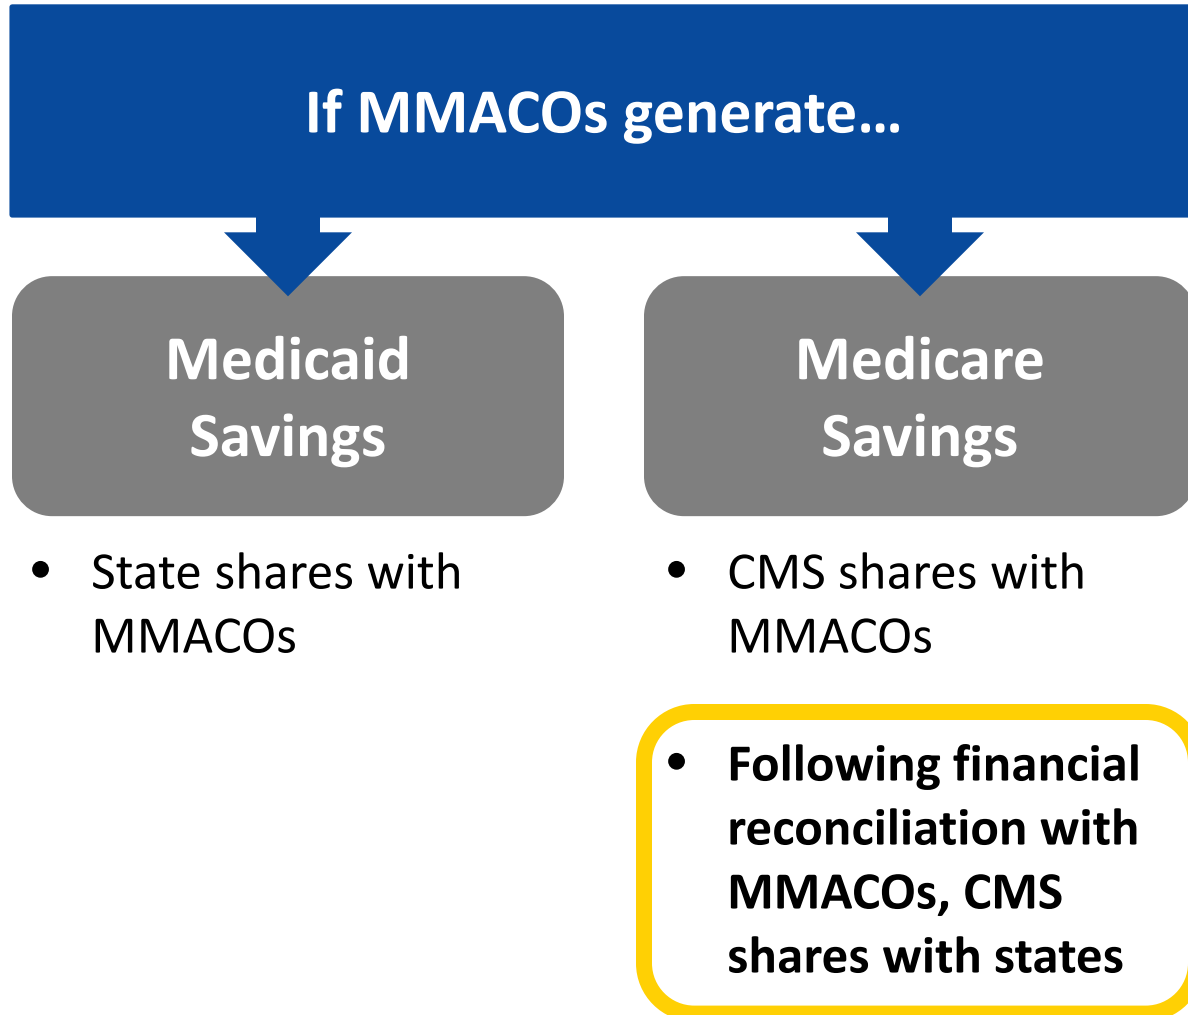 If MMACOs generate…
Medicaid
Savings
• State shares with
MMACOs
Medicare
Savings
• CMS shares with
MMACOs
• Following financial
reconciliation with
MMACOs, CMS
shares with states